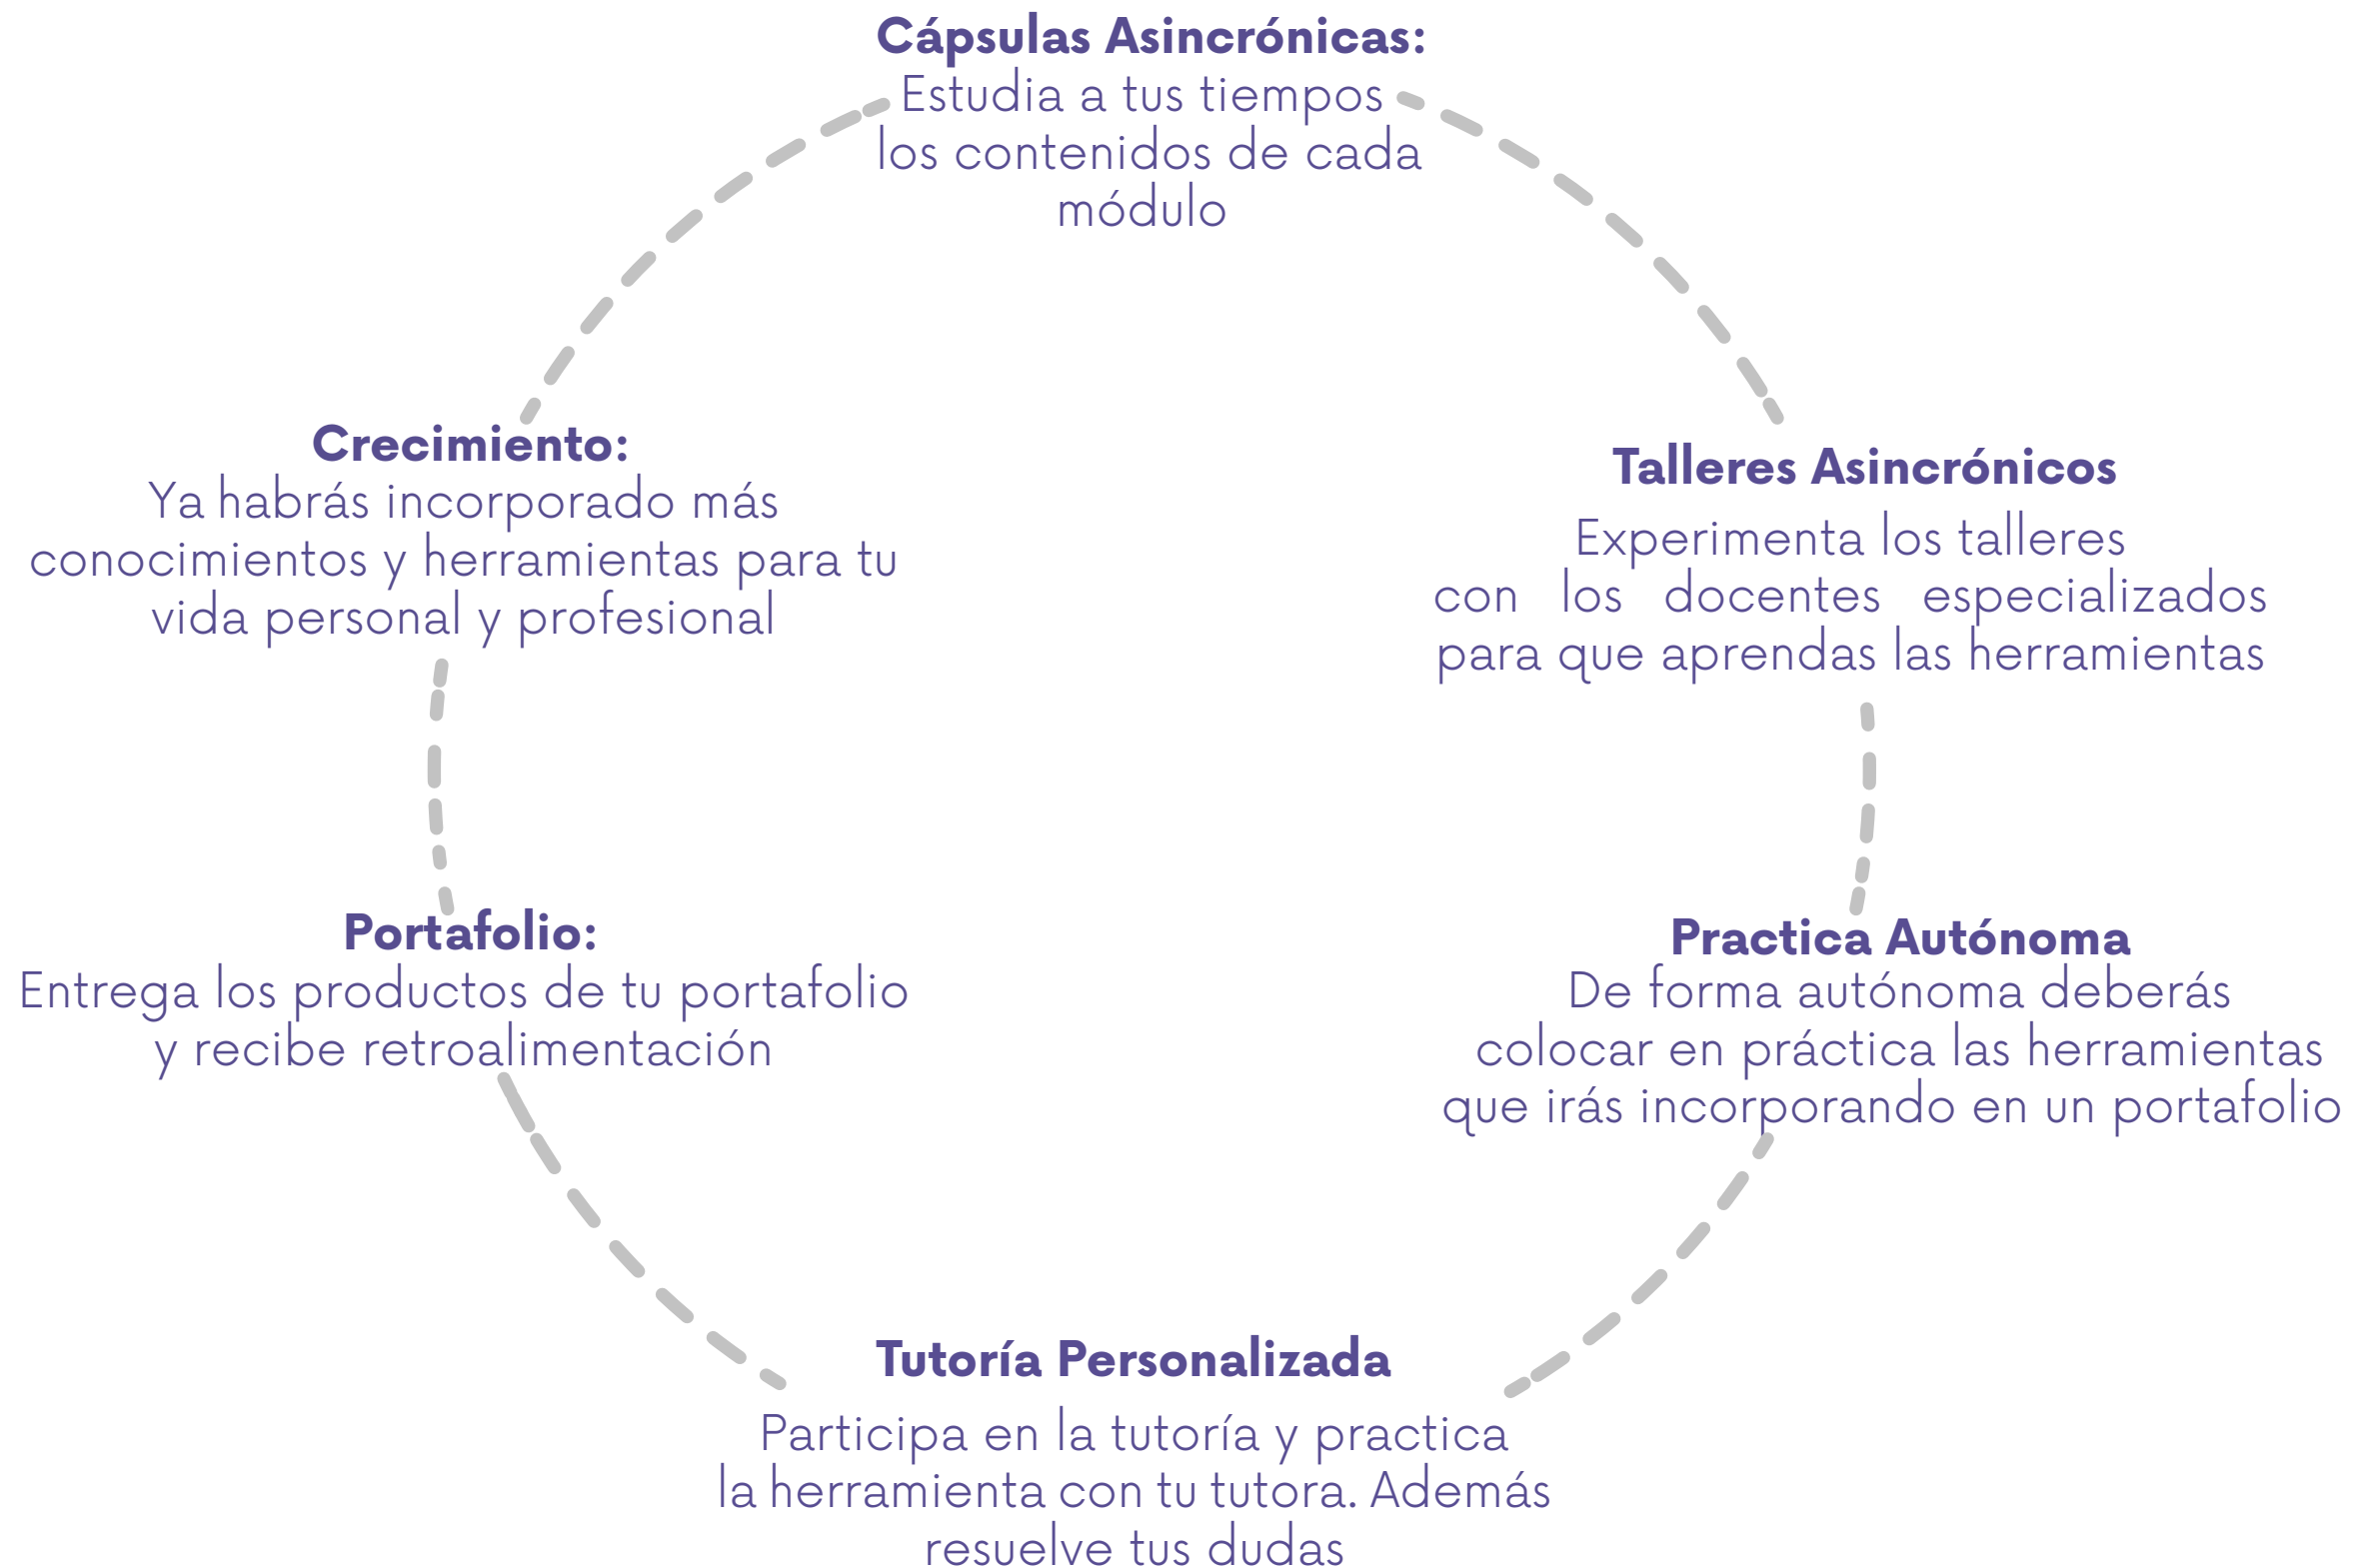 Cápsulas Asincrónicas:
Estudia a tus tiempos
los contenidos de cada
módulo
Talleres Asincrónicos
Experimenta los talleres
con los docentes especializados
para que aprendas las herramientas
Practica Autónoma
De forma autónoma deberás
colocar en práctica las herramientas
que irás incorporando en un portafolio
Tutoría Personalizada
Participa en la tutoría y practica
la herramienta con tu tutora. Además
resuelve tus dudas
Portafolio:
Entrega los productos de tu portafolio
y recibe retroalimentación
Crecimiento:
Ya habrás incorporado más
conocimientos y herramientas para tu
vida personal y profesional